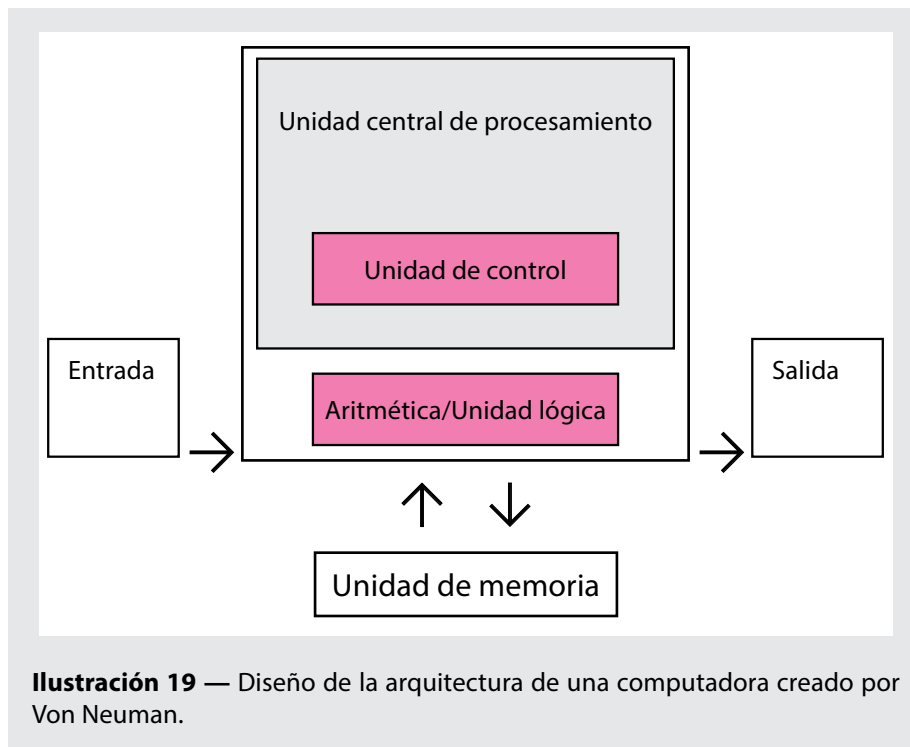 Unidad central de procesamiento
Unidad de control
Entrada
Salida
Aritmética/Unidad lógica
Unidad de memoria
Ilustración 19 — Diseño de la arquitectura de una computadora creado por
Von Neuman.